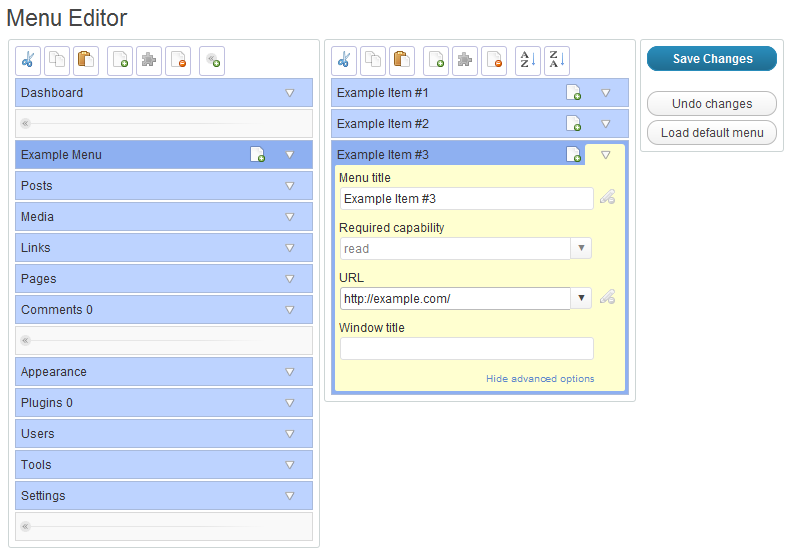 Menu Editor
Dashboard
Example Menu
Posts
Media
Links
Pages
Comments 0
Appearance
Plugins 0
Users
Tools
Settings
A Z
Z A
Example Item #1
Example Item #2
Example Item #3
Menu title
Example Item #3
Required capability
read
URL
http://example.com/
Window title
Hide advanced options
Save Changes
Undo changes
Load default menu